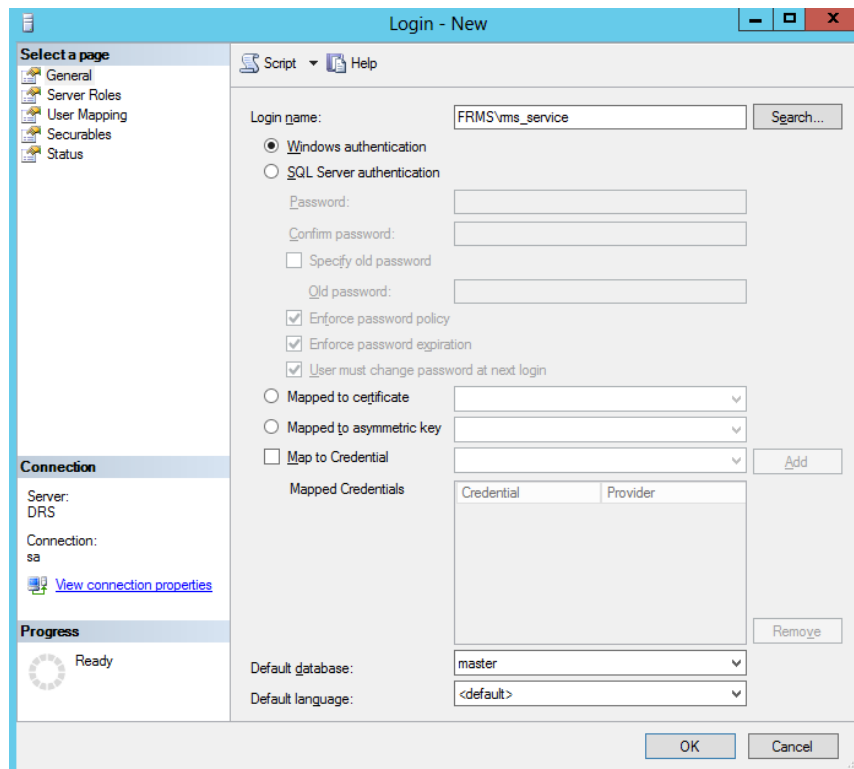 Login - New
Select a page
General
Server Roles
User Mapping
Securables
Status
Script
Help
Login name:
FRMS\rms_service
Search...
Windows authentication
SQL Server authentication
Password:
Confirm password:
Specify old password
Old password:
Enforce password policy
Enforce password expiration
User must change password at next login
Mapped to certificate
Mapped to asymmetric key
Map to Credential
Add
Mapped Credentials
Credential
Provider
Remove
Default database:
master
Default language:
<default>
Connection
Server:
DRS
Connection:
sa
View connection properties
Progress
Ready
OK
Cancel